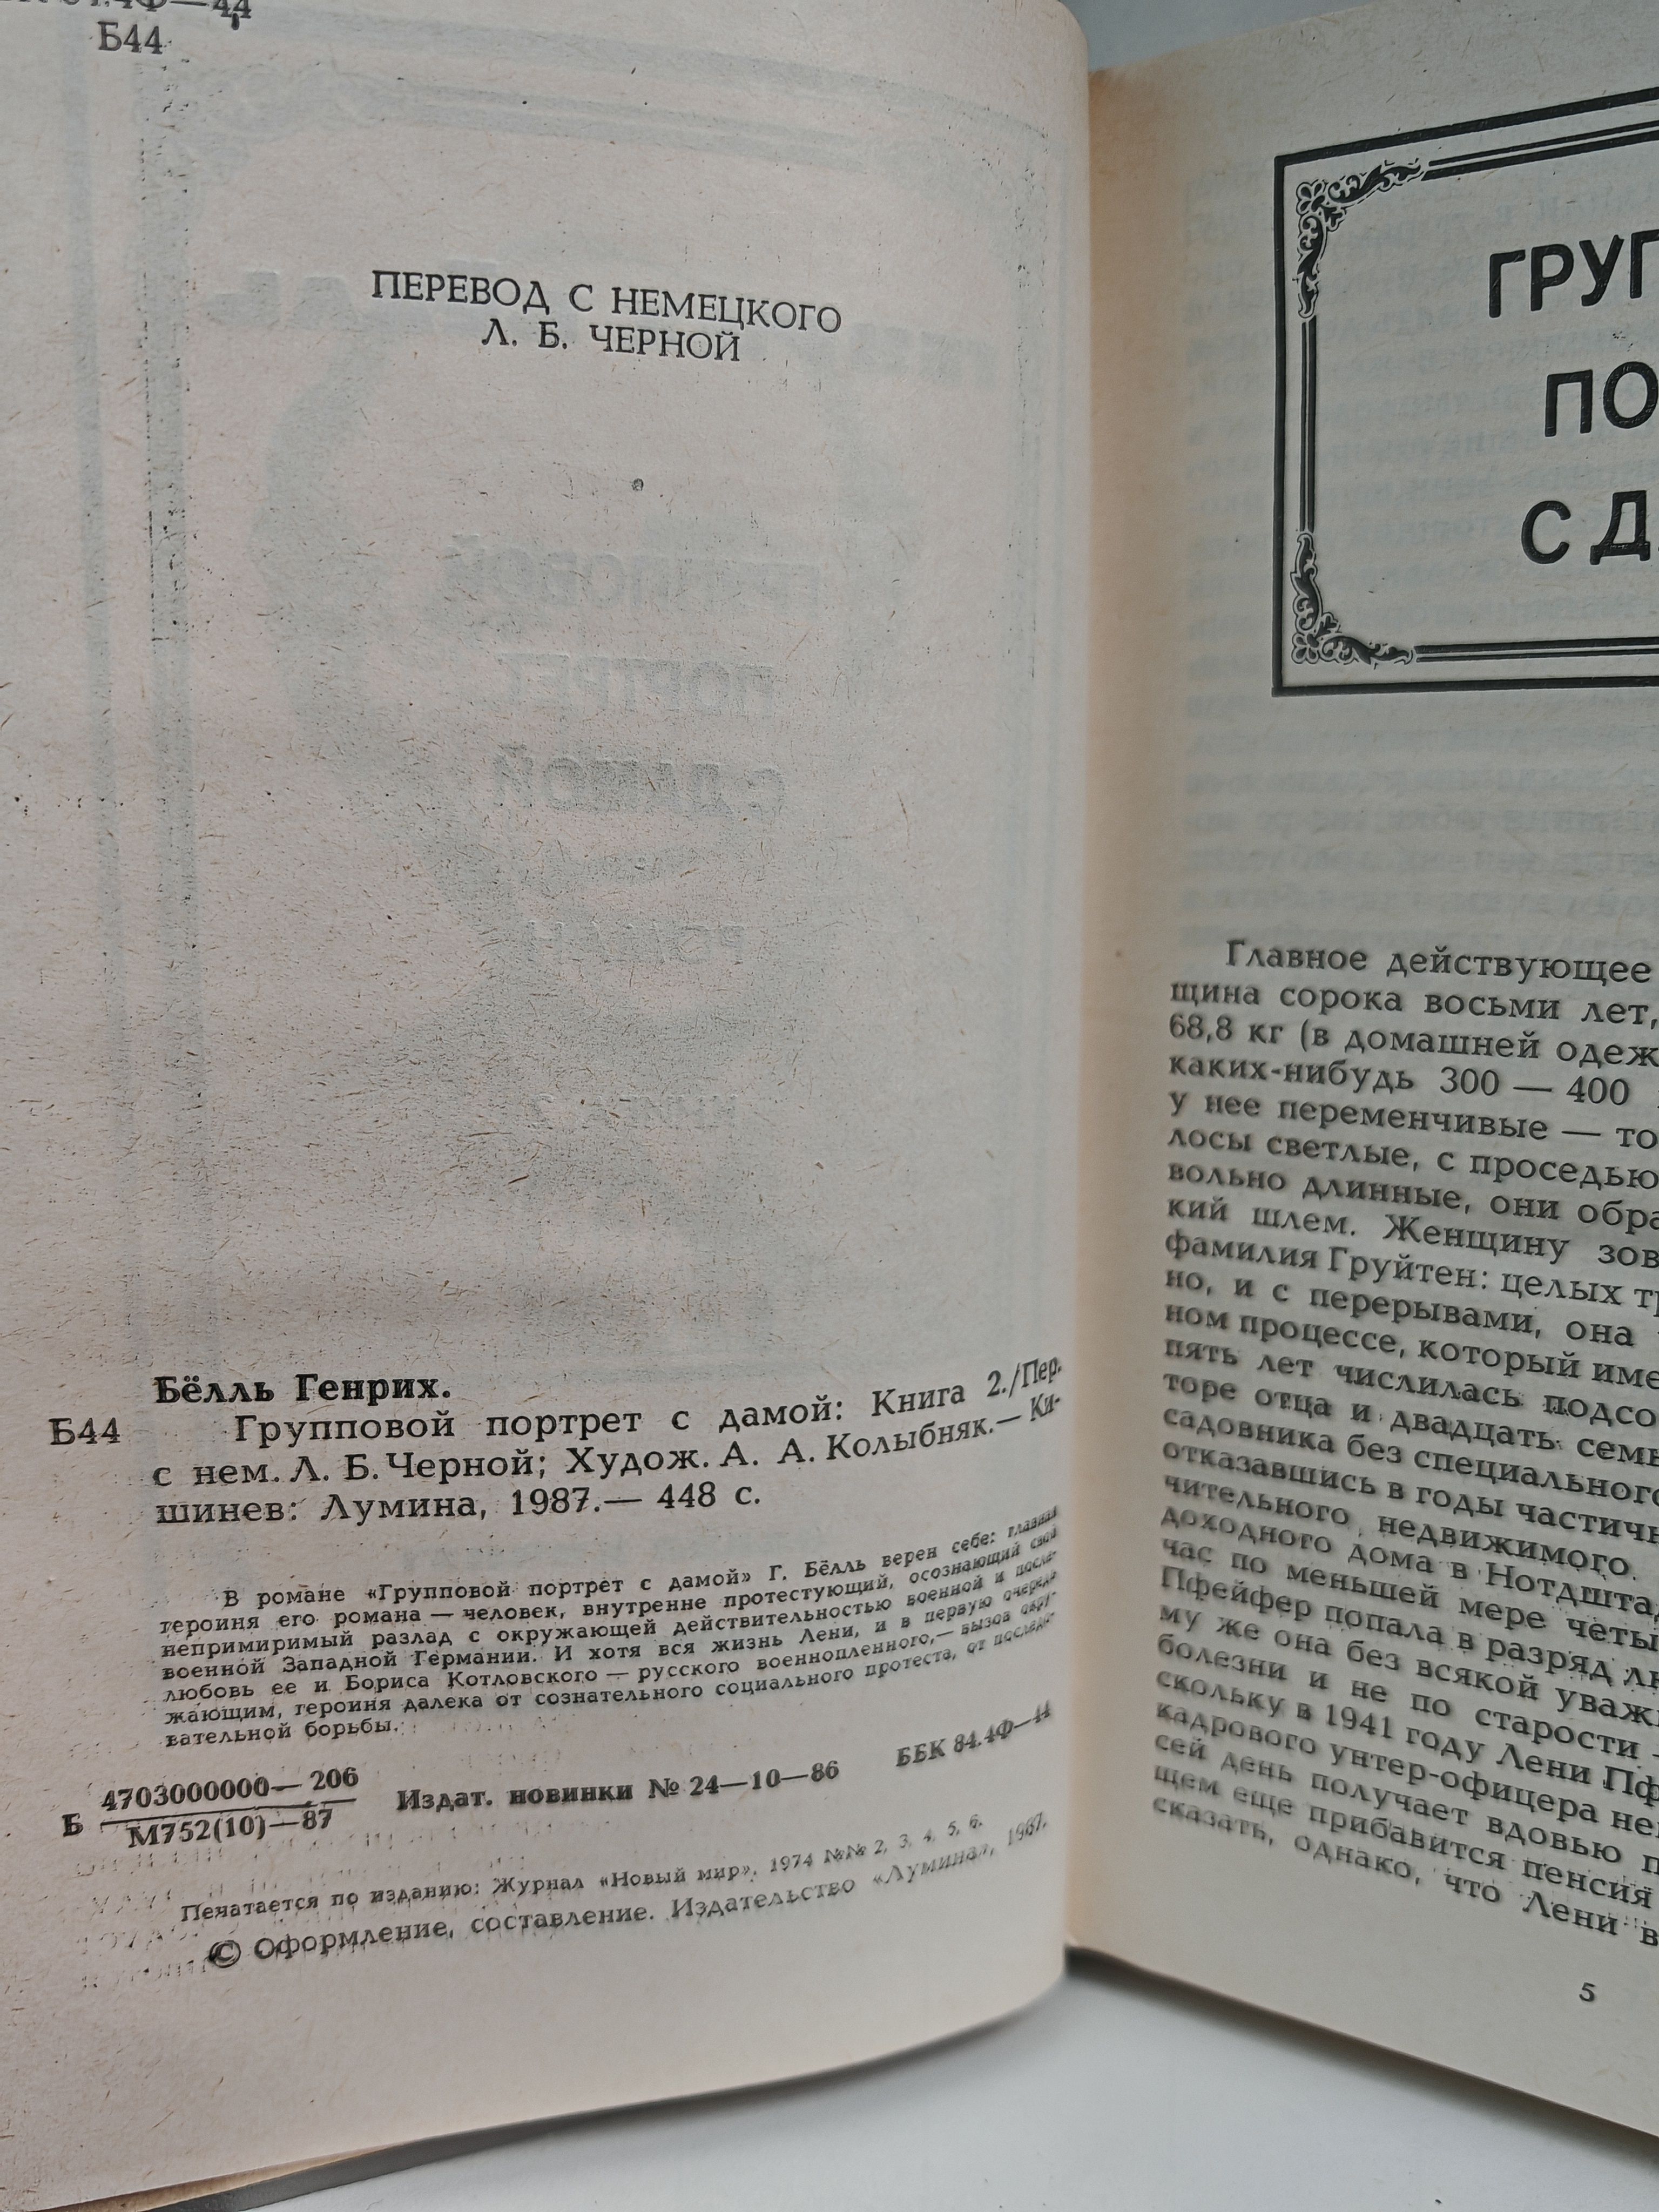 Б44
ПЕРЕВОД С НЕМЕЦКОГО
Л. Б. ЧЕРНОЙ
Бёлль Генрих.
Б44 Групповой портрет с дамой: Книга 2./Пер.
с нем. Л. Б. Черной; Худож. А. А. Колыбняк.— Ки-
шинев: Лумина, 1987.— 448 с.
В романе «Групповой портрет с дамой» Г. Бёлль верен себе: главная
героиня его романа — человек, внутренне протестующий, осознающий свой
непримиримый разлад с окружающей действительностью военной и после-
военной Западной Германии. И хотя вся жизнь Лени, и в первую очередь
любовь ее и Бориса Котловского — русского военнопленного,— вызов окру-
жающим, героиня далека от сознательного социального протеста, от последо-
вательной борьбы.
Б 4703000000— 206
М752(10)—87
Издат. новинки № 24—10—86
ББК 84.4Ф—44
Печатается по изданию: Журнал «Новый мир», 1974 №№ 2, 3, 4, 5, 6.
© Оформление, составление. Издательство «Лумина», 1987.
ГРУП
ПО
С Д
Главное действующее
щина сорока восьми лет,
68,8 кг (в домашней одеж
каких-нибудь 300 — 400
у нее переменчивые — то
лосы светлые, с проседью
вольно длинные, они обра
кий шлем. Женщину зов
фамилия Груйтен: целых тр
но, и с перерывами, она
ном процессе, который име
пять лет числилась подсо
торе отца и двадцать семь
садовника без специального
отказавшись в годы частичн
чительного недвижимого.
доходного дома в Нотдшта
час по меньшей мере четы
Пфейфер попала в разряд лю
му же она без всякой уваж
болезни и не по старости —
скольку в 1941 году Лени Пф
кадрового унтер-офицера не
сей день получает вдовью п
щем еще прибавится пенсия
сказать, однако, что Лени в
5